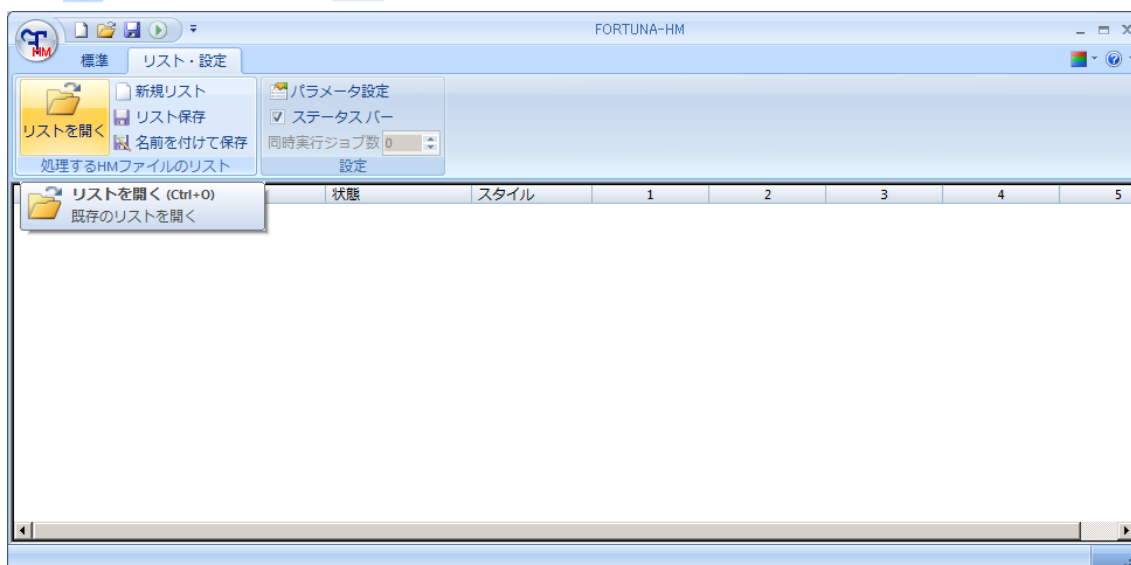 FORTUNA-HM
HM
標準 リスト・設定
リストを開く
新規リスト
リスト保存
名前を付けて保存
処理するHMファイルのリスト
パラメータ設定
ステータス バー
同時実行ジョブ数 0
設定
状態 スタイル 1 2 3 4 5
リストを開く (Ctrl+O)
既存のリストを開く